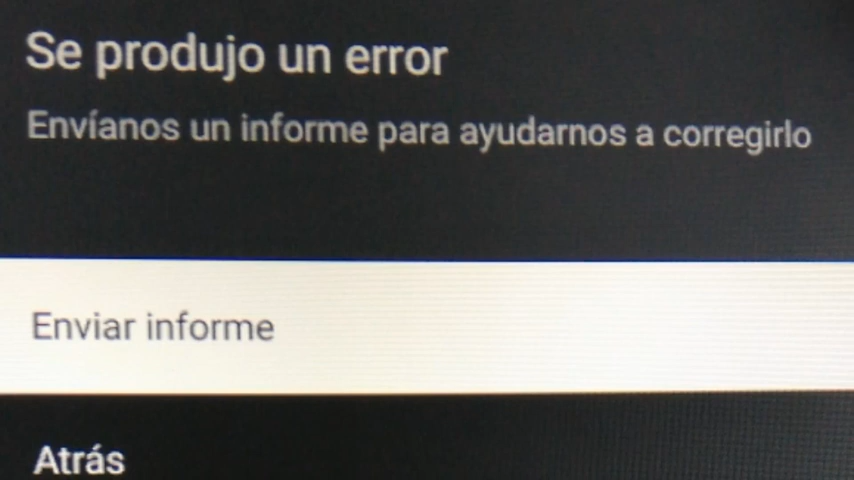 Se produjo un error
Envíanos un informe para ayudarnos a corregirlo
Enviar informe
Atrás